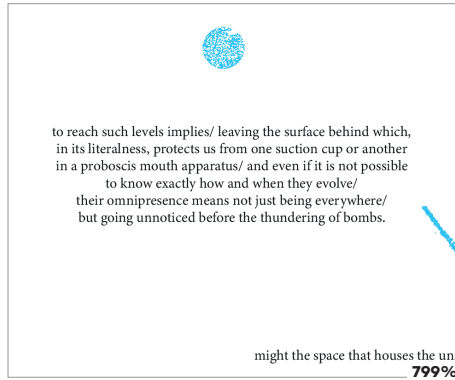 to reach such levels implies/ leaving the surface behind which,
in its literalness, protects us from one suction cup or another
in a proboscis mouth apparatus/ and even if it is not possible
to know exactly how and when they evolve/
their omnipresence means not just being everywhere/
but going unnoticed before the thundering of bombs.
might the space that houses the un
799%